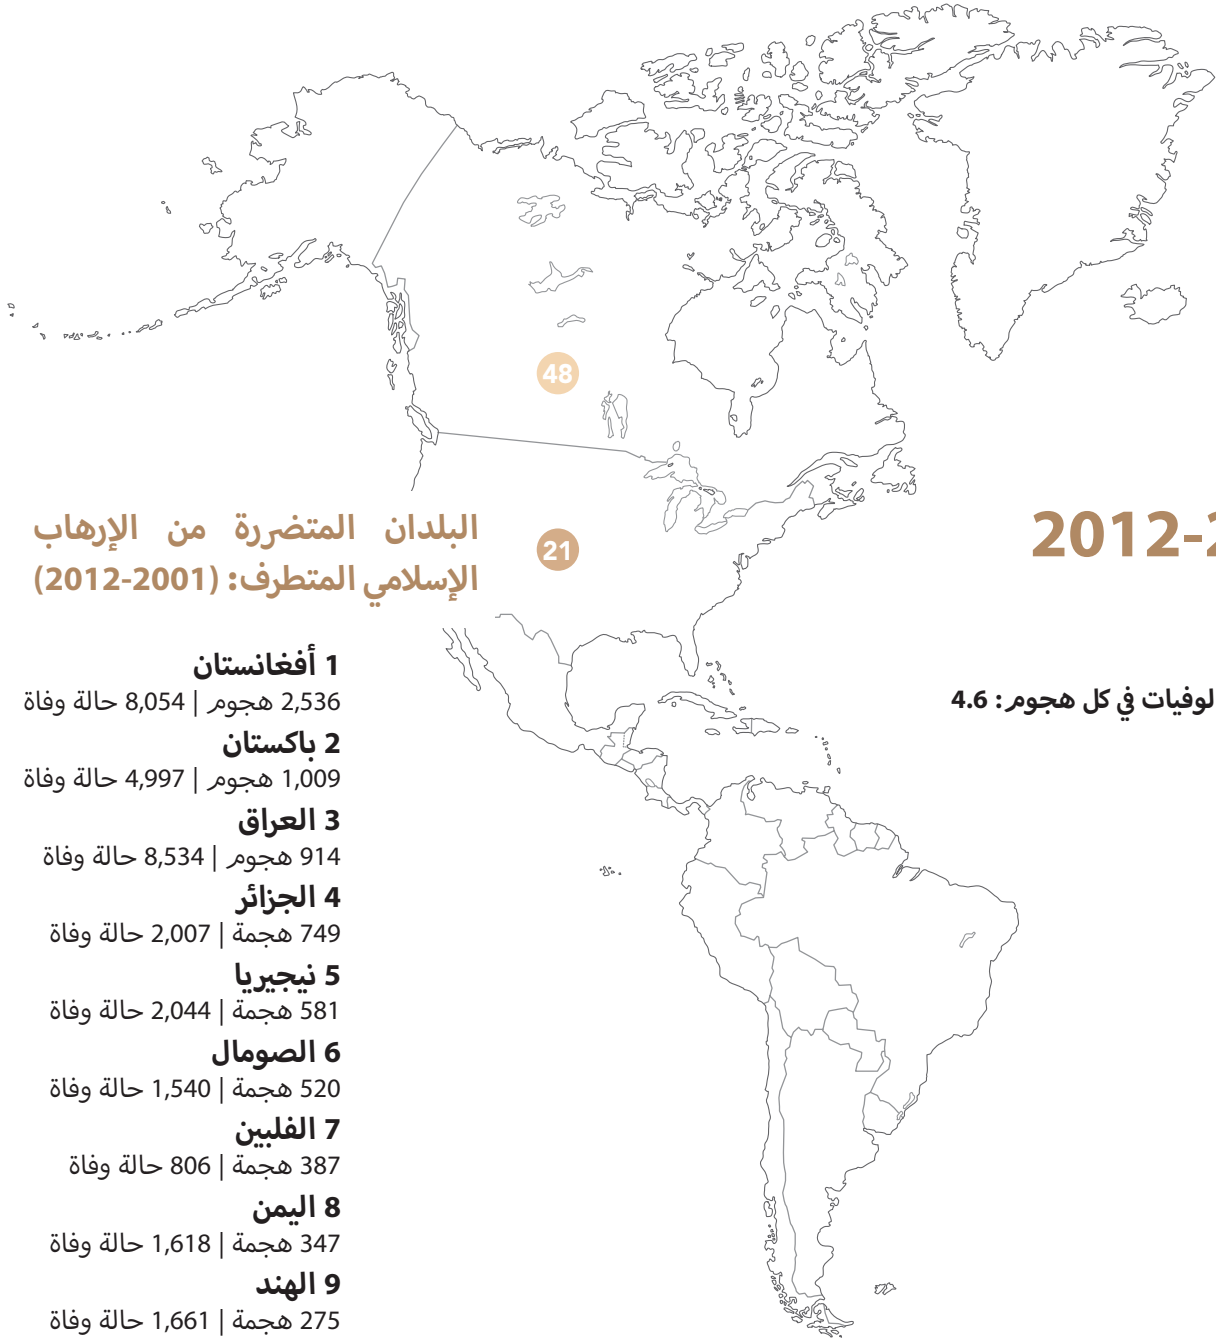 2012-2
لوفيات في كل هجوم: 4.6
48
21
البلدان المتضررة من الإرهاب
الإسلامي المتطرف: (2001-2012)
1 أفغانستان
2,536 هجوم | 8,054 حالة وفاة
2 باكستان
1,009 هجوم | 4,997 حالة وفاة
3 العراق
914 هجوم | 8,534 حالة وفاة
4 الجزائر
749 هجمة | 2,007 حالة وفاة
5 نيجيريا
581 هجمة | 2,044 حالة وفاة
6 الصومال
520 هجمة | 1,540 حالة وفاة
7 الفلبين
387 هجمة | 806 حالة وفاة
8 اليمن
347 هجمة | 1,618 حالة وفاة
9 الهند
275 هجمة | 1,661 حالة وفاة